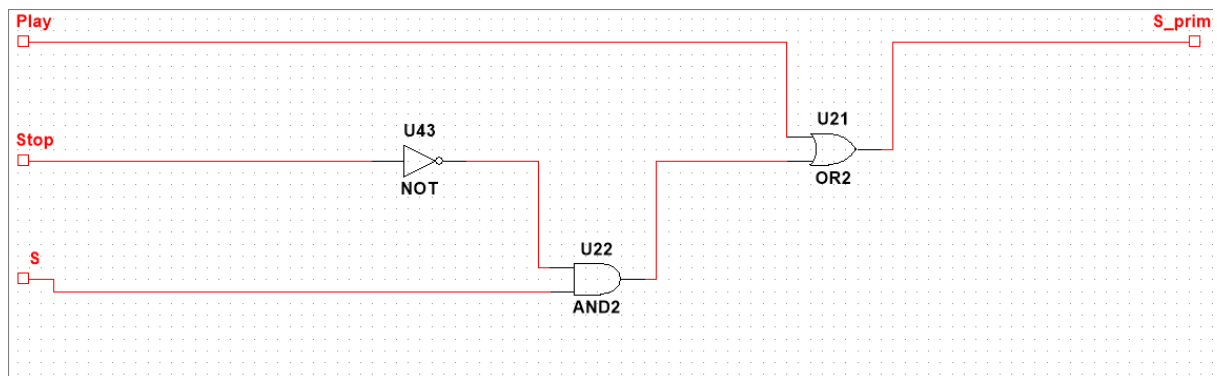 Play
S_prim
Stop
U43
NOT
U21
OR2
S
U22
AND2